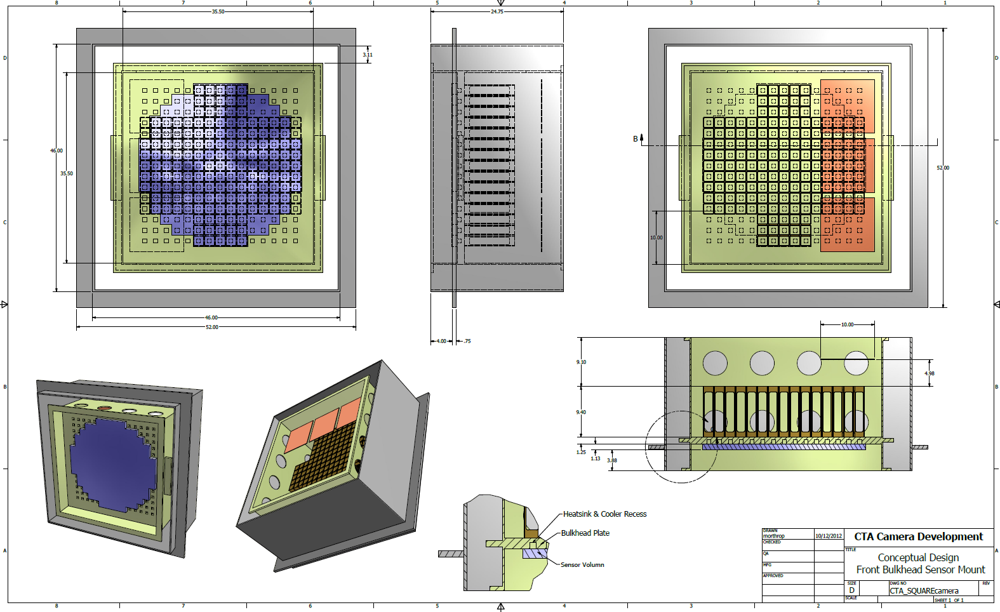 8 7 6 5 4 3 2 1
D
D
35.50
24.75
3.11
46.00
35.50
46.00
52.00
4.00
.75
B
52.00
10.00
C
C
10.00
9.10
4.98
9.40
1.25
1.13
3.88
B
B
Heatsink & Cooler Recess
Bulkhead Plate
Sensor Volumn
A
A
DRAWN
morthrop
10/12/2012
CHECKED
QA
MFG
APPROVED
CTA Camera Development
TITLE
Conceptual Design
Front Bulkhead Sensor Mount
SIZE
D
DWG NO
CTA_SQUAREcamera
REV
SCALE
SHEET 1 OF 1
8 7 6 5 4 3 2 1